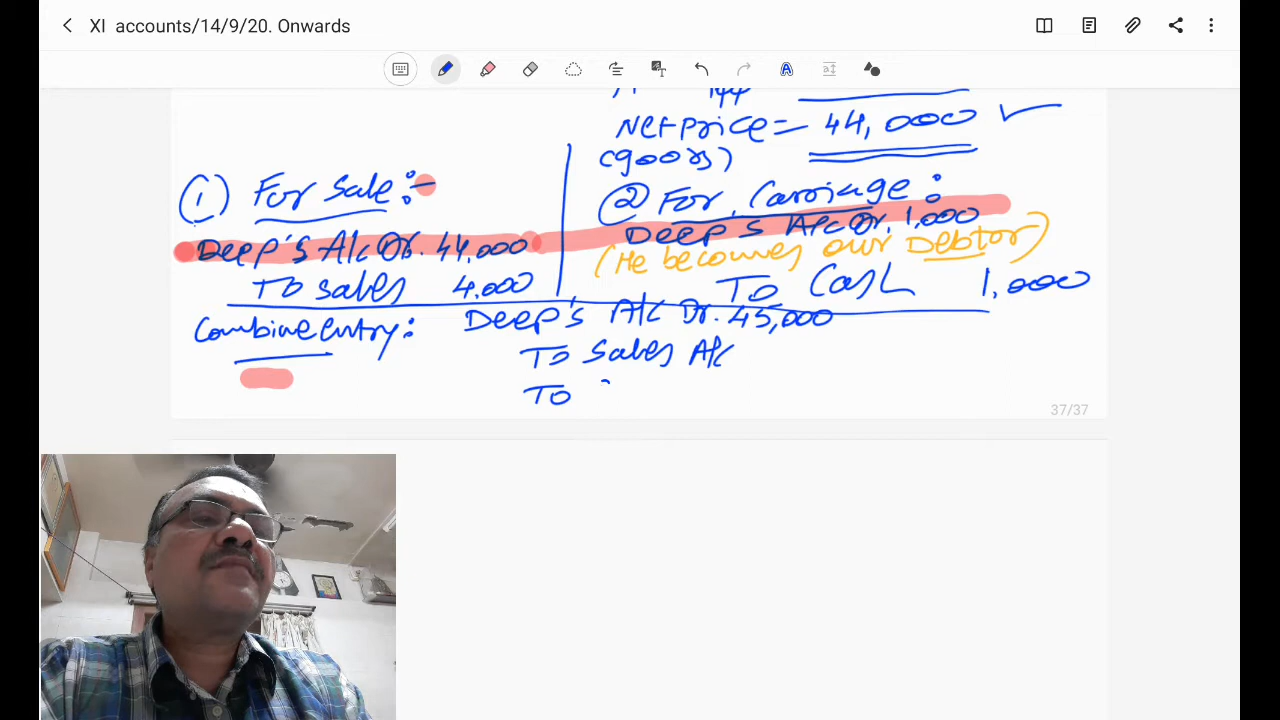 XI accounts/14/9/20. Onwards
Net price = 44,000
(goods)
(1) For Sale :-
Deep's A/c Dr. 44,000
To Sales 4,000
(2) For Carriage :
Deep's A/c Dr. 1,000
(He becomes our Debtor)
To Cash 1,000
Combine entry : Deep's A/c Dr. 45,000
To Sales A/c
To
37/37